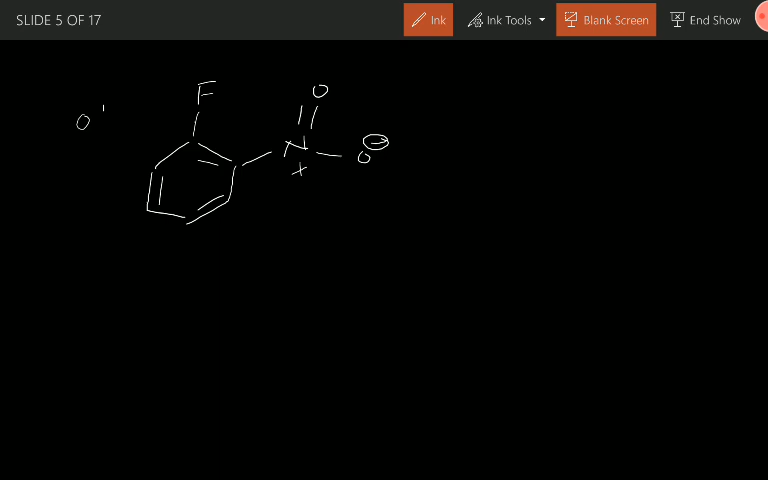 SLIDE 5 OF 17 Ink Ink Tools Blank Screen End Show
F O
O' N O
+